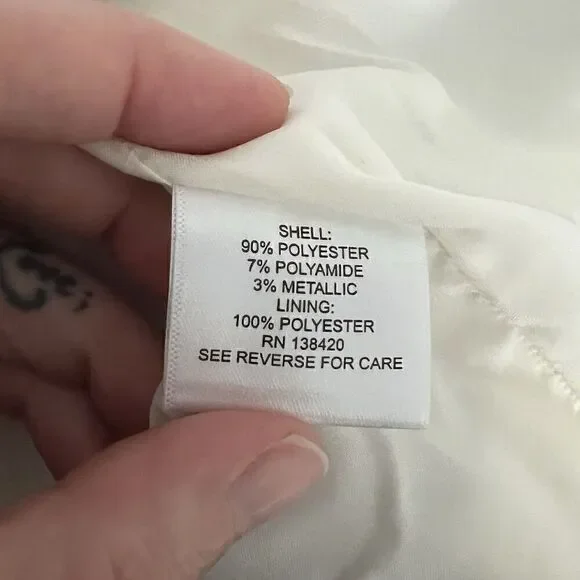 SHELL:
90% POLYESTER
7% POLYAMIDE
3% METALLIC
LINING:
100% POLYESTER
RN 138420
SEE REVERSE FOR CARE